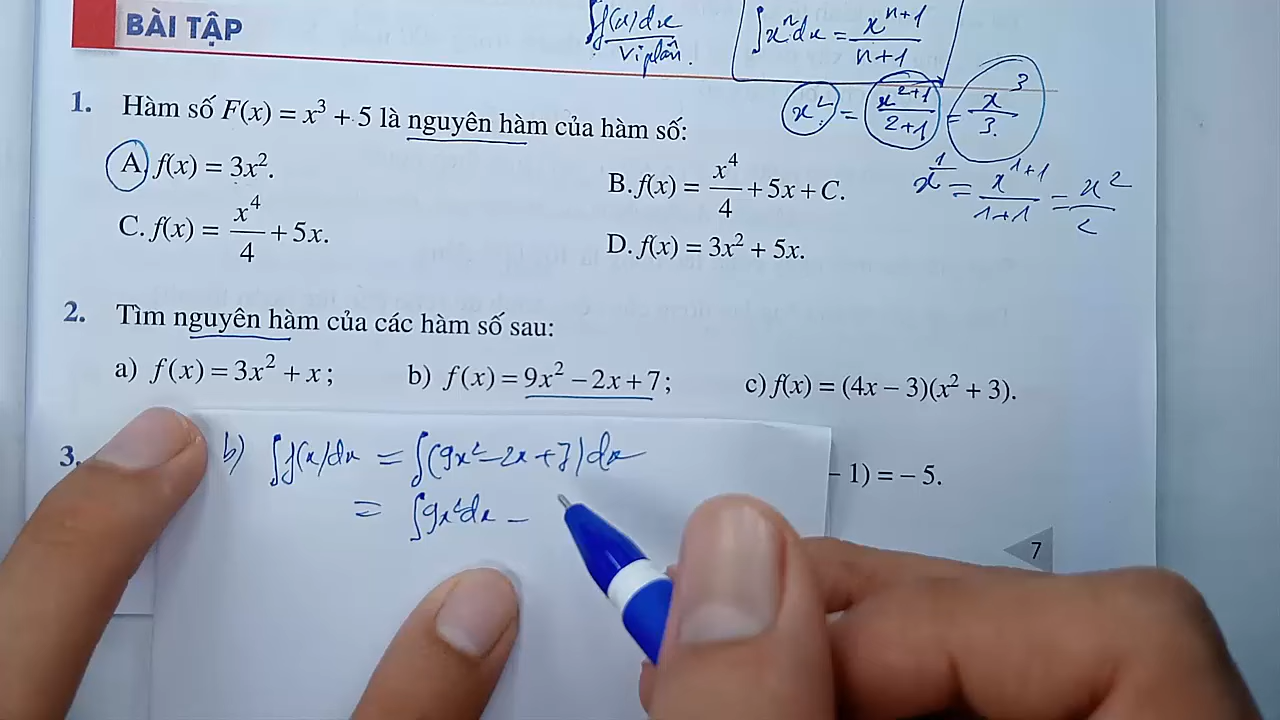 BÀI TẬP
∫f(x)dx
Vi phân.
∫xⁿdx = xⁿ⁺¹/n+1
x² = x²⁺¹/2+1 = x³/3
x¹ = x¹⁺¹/1+1 = x²/2
1. Hàm số F(x) = x³ + 5 là nguyên hàm của hàm số:
A. f(x) = 3x².
B. f(x) = x⁴/4 + 5x + C.
C. f(x) = x⁴/4 + 5x.
D. f(x) = 3x² + 5x.
2. Tìm nguyên hàm của các hàm số sau:
a) f(x) = 3x² + x; b) f(x) = 9x² − 2x + 7; c) f(x) = (4x − 3)(x² + 3).
3. − 1) = − 5.
b) ∫f(x)dx = ∫(9x² − 2x + 7)dx
= ∫9x²dx −
7